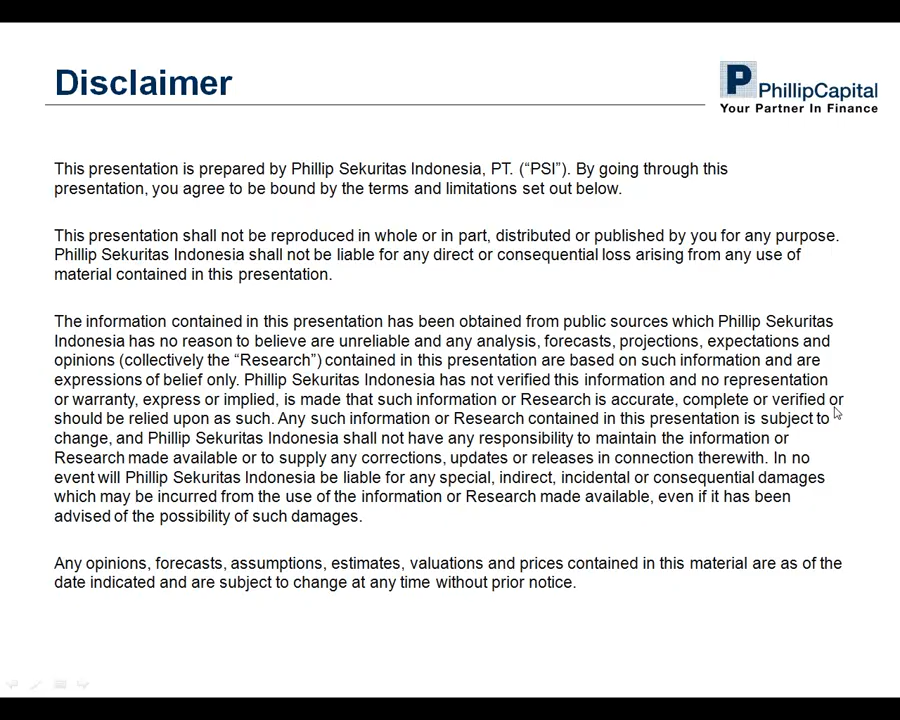 Disclaimer
P PhillipCapital
Your Partner In Finance
This presentation is prepared by Phillip Sekuritas Indonesia, PT. (“PSI”). By going through this
presentation, you agree to be bound by the terms and limitations set out below.
This presentation shall not be reproduced in whole or in part, distributed or published by you for any purpose.
Phillip Sekuritas Indonesia shall not be liable for any direct or consequential loss arising from any use of
material contained in this presentation.
The information contained in this presentation has been obtained from public sources which Phillip Sekuritas
Indonesia has no reason to believe are unreliable and any analysis, forecasts, projections, expectations and
opinions (collectively the “Research”) contained in this presentation are based on such information and are
expressions of belief only. Phillip Sekuritas Indonesia has not verified this information and no representation
or warranty, express or implied, is made that such information or Research is accurate, complete or verified or
should be relied upon as such. Any such information or Research contained in this presentation is subject to
change, and Phillip Sekuritas Indonesia shall not have any responsibility to maintain the information or
Research made available or to supply any corrections, updates or releases in connection therewith. In no
event will Phillip Sekuritas Indonesia be liable for any special, indirect, incidental or consequential damages
which may be incurred from the use of the information or Research made available, even if it has been
advised of the possibility of such damages.
Any opinions, forecasts, assumptions, estimates, valuations and prices contained in this material are as of the
date indicated and are subject to change at any time without prior notice.